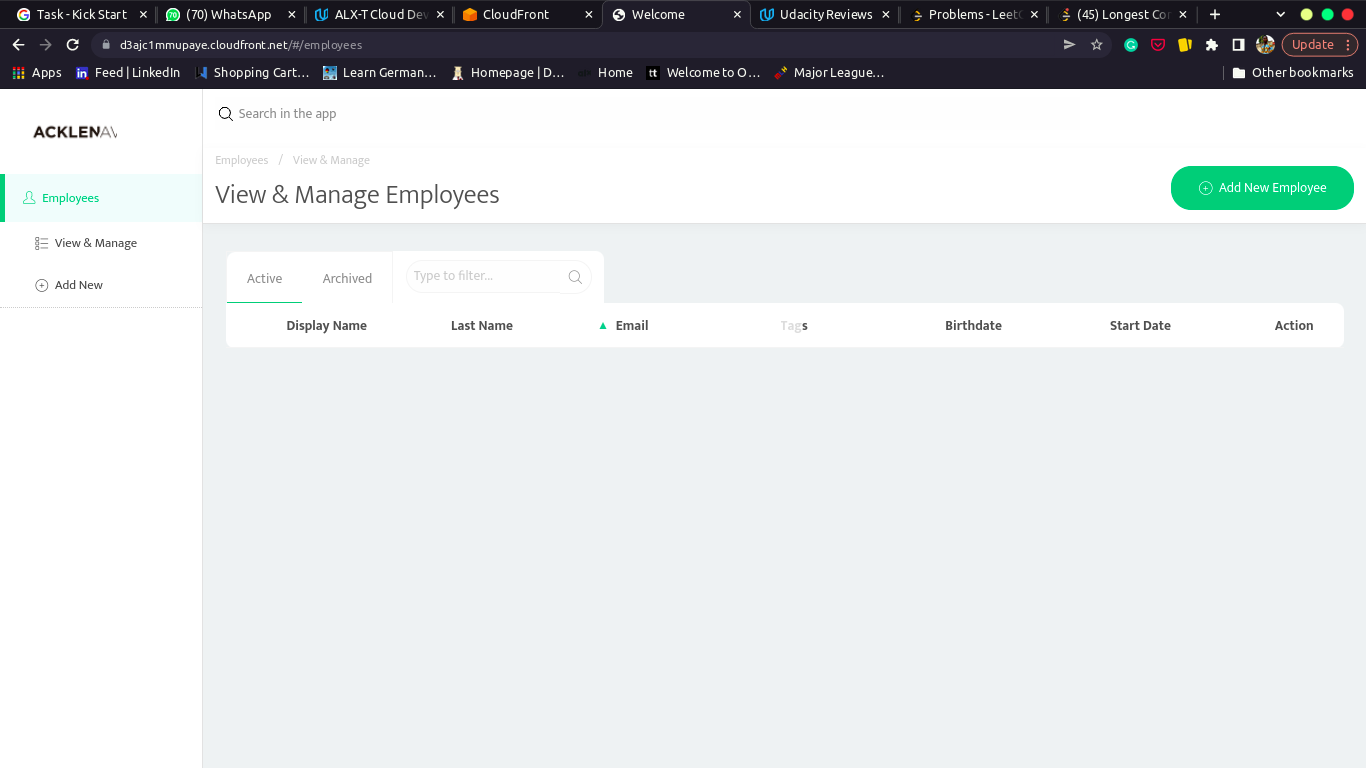 Task - Kick Start
(70) WhatsApp
ALX-T Cloud Dev
CloudFront
Welcome
Udacity Reviews
Problems - LeetC
(45) Longest Con
d3ajc1mmupaye.cloudfront.net/#/employees
Update
Apps
Feed | LinkedIn
Shopping Cart...
Learn German...
Homepage | D...
Home
tt
Welcome to O...
Major League...
Other bookmarks
ACKLENAV
Search in the app
Employees / View & Manage
View & Manage Employees
Add New Employee
Employees
View & Manage
Add New
Active
Archived
Type to filter...
Display Name
Last Name
▲ Email
Tags
Birthdate
Start Date
Action